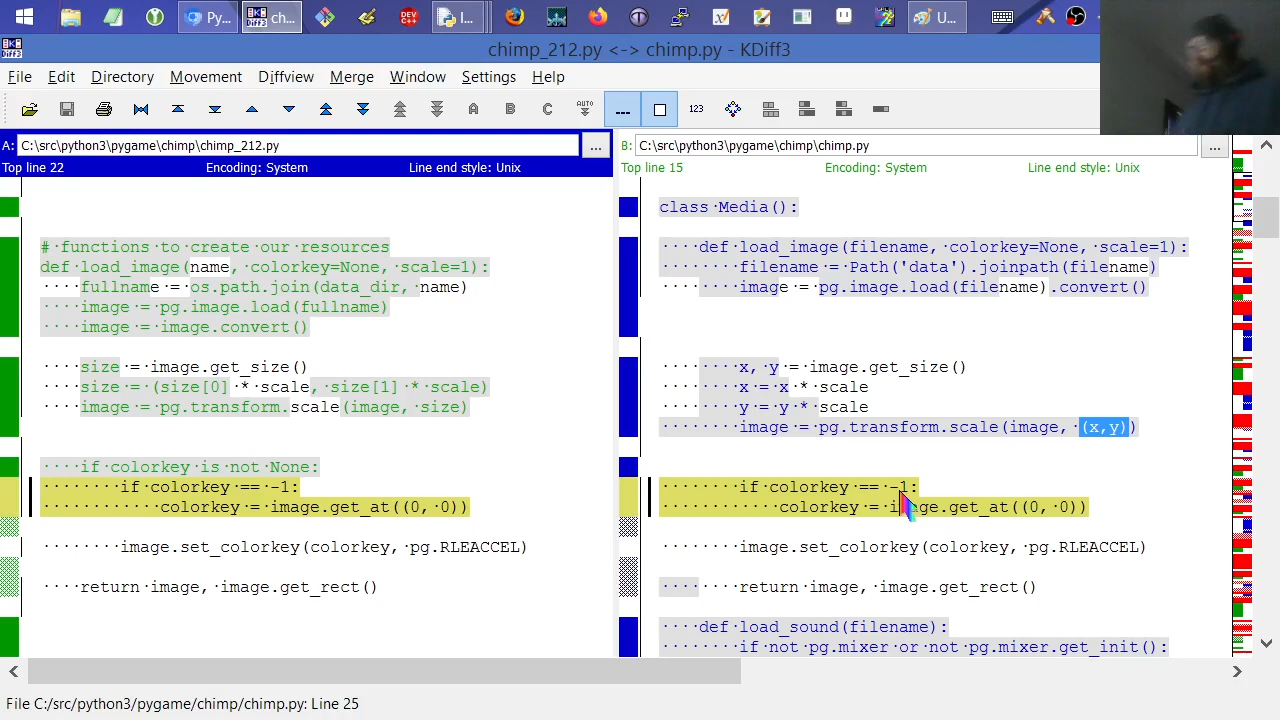 Py...
ch...
DEV C++
I...
U...
KDiff3
chimp_212.py <-> chimp.py - KDiff3
File Edit Directory Movement Diffview Merge Window Settings Help
A B C AUTO 123
A: C:\src\python3\pygame\chimp\chimp_212.py ...
B: C:\src\python3\pygame\chimp\chimp.py ...
Top line 22 Encoding: System Line end style: Unix
Top line 15 Encoding: System Line end style: Unix
# functions to create our resources
def load_image(name, colorkey=None, scale=1):
····fullname = os.path.join(data_dir, name)
····image = pg.image.load(fullname)
····image = image.convert()
····size = image.get_size()
····size = (size[0] * scale, size[1] * scale)
····image = pg.transform.scale(image, size)
····if colorkey is not None:
········if colorkey == -1:
············colorkey = image.get_at((0, 0))
········image.set_colorkey(colorkey, pg.RLEACCEL)
····return image, image.get_rect()
class Media():
····def load_image(filename, colorkey=None, scale=1):
········filename = Path('data').joinpath(filename)
········image = pg.image.load(filename).convert()
········x, y = image.get_size()
········x = x * scale
········y = y * scale
········image = pg.transform.scale(image, (x,y))
········if colorkey == -1:
············colorkey = image.get_at((0, 0))
········image.set_colorkey(colorkey, pg.RLEACCEL)
········return image, image.get_rect()
····def load_sound(filename):
········if not pg.mixer or not pg.mixer.get_init():
File C:/src/python3/pygame/chimp/chimp.py: Line 25